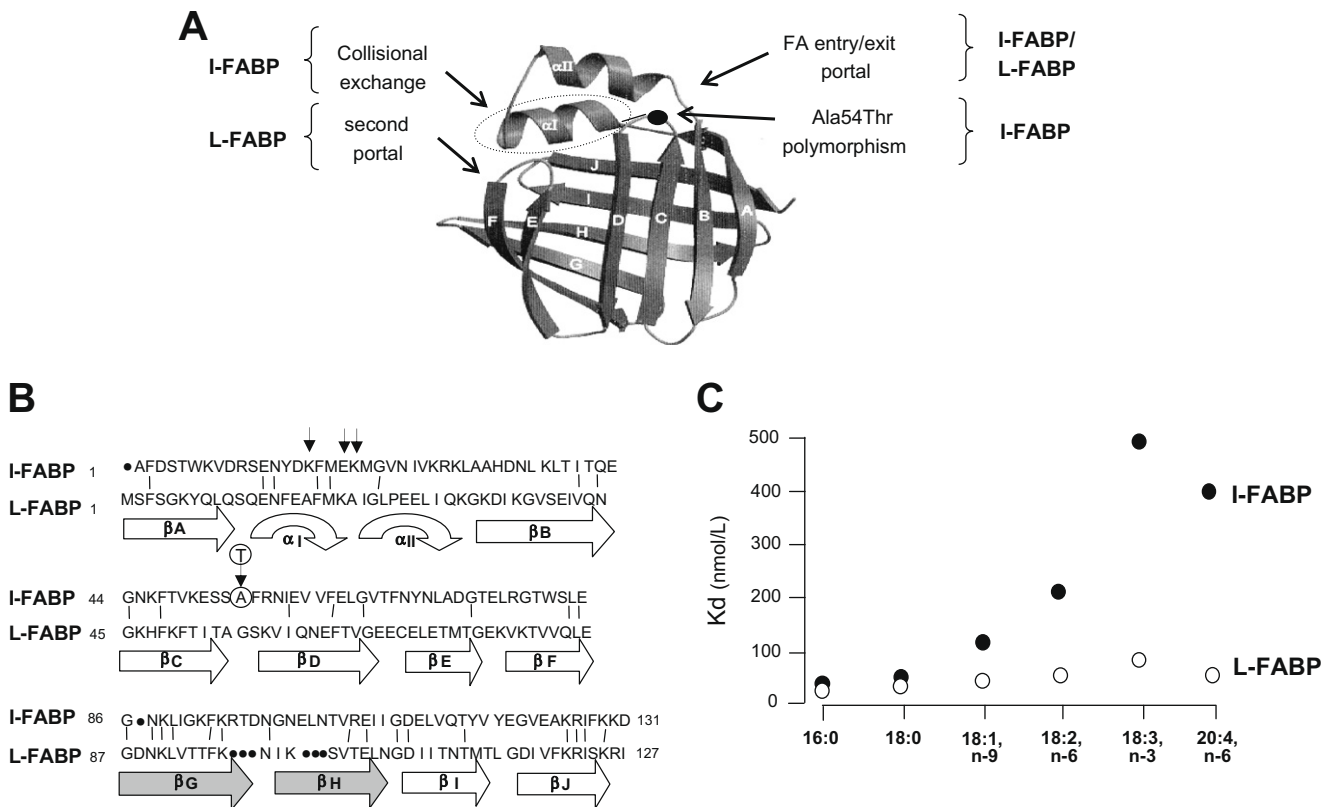 A
I-FABP
Collisional
exchange
L-FABP
second
portal
FA entry/exit
portal
I-FABP/
L-FABP
Ala54Thr
polymorphism
I-FABP
αII
αI
J
I
H
G
F
E
D
C
B
A
B
I-FABP 1 ●AFDSTWKVDRSENYDKFMEKMGVN IVKRKLAAHDNL KLT I TQE
L-FABP 1 MSFSGKYQLQSQENFEAFMKA IGLPEEL I QKGKDI KGVSEIVQN
βA αI αII βB
T
I-FABP 44 GNKFTVKESSAFRNIEV VFELGVTFNYNLADGTELRGTWSLE
L-FABP 45 GKHFKFT I TA GSKV I QNEFTVGEECELETMTGEKVKTVVQLE
βC βD βE βF
I-FABP 86 G ●NKLIGKFKRTDNGNELNTVREI I GDELVQTYV YEGVEAKRIFKKD 131
L-FABP 87 GDNKLVTTFK●●● N I K ●●●SVTELNGD I I TNTMTL GDI VFKRISKRI 127
βG βH βI βJ
C
Kd (nmol/L)
500
400
300
200
100
0
I-FABP
L-FABP
16:0 18:0 18:1, n-9 18:2, n-6 18:3, n-3 20:4, n-6